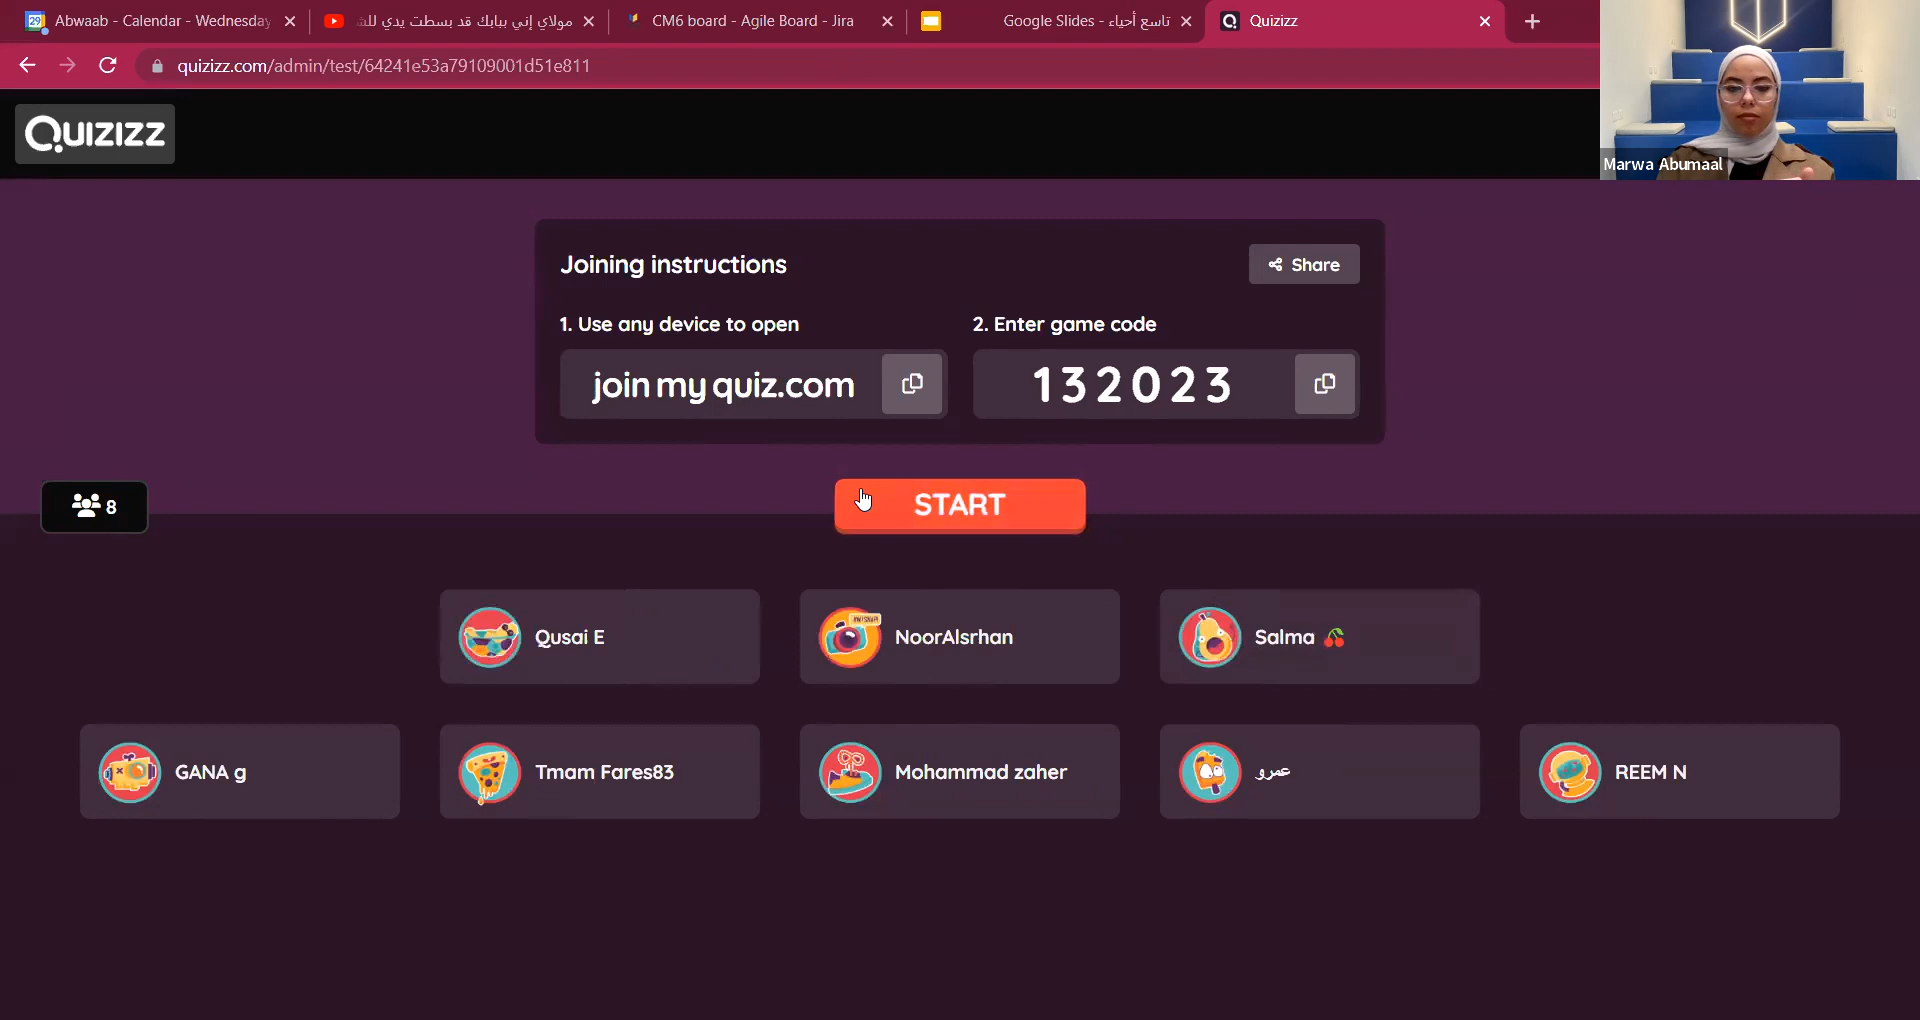 Abwaab - Calendar - Wednesday
مولاي إني ببابك قد بسطت يدي للش
CM6 board - Agile Board - Jira
تاسع أحياء - Google Slides
Quizizz
quizizz.com/admin/test/64241e53a79109001d51e811
QUIZIZZ
Marwa Abumaal
Joining instructions
Share
1. Use any device to open
2. Enter game code
joinmyquiz.com
132023
8
START
Qusai E
NoorAlsrhan
Salma 🍒
GANA g
Tmam Fares83
Mohammad zaher
عمرو
REEM N